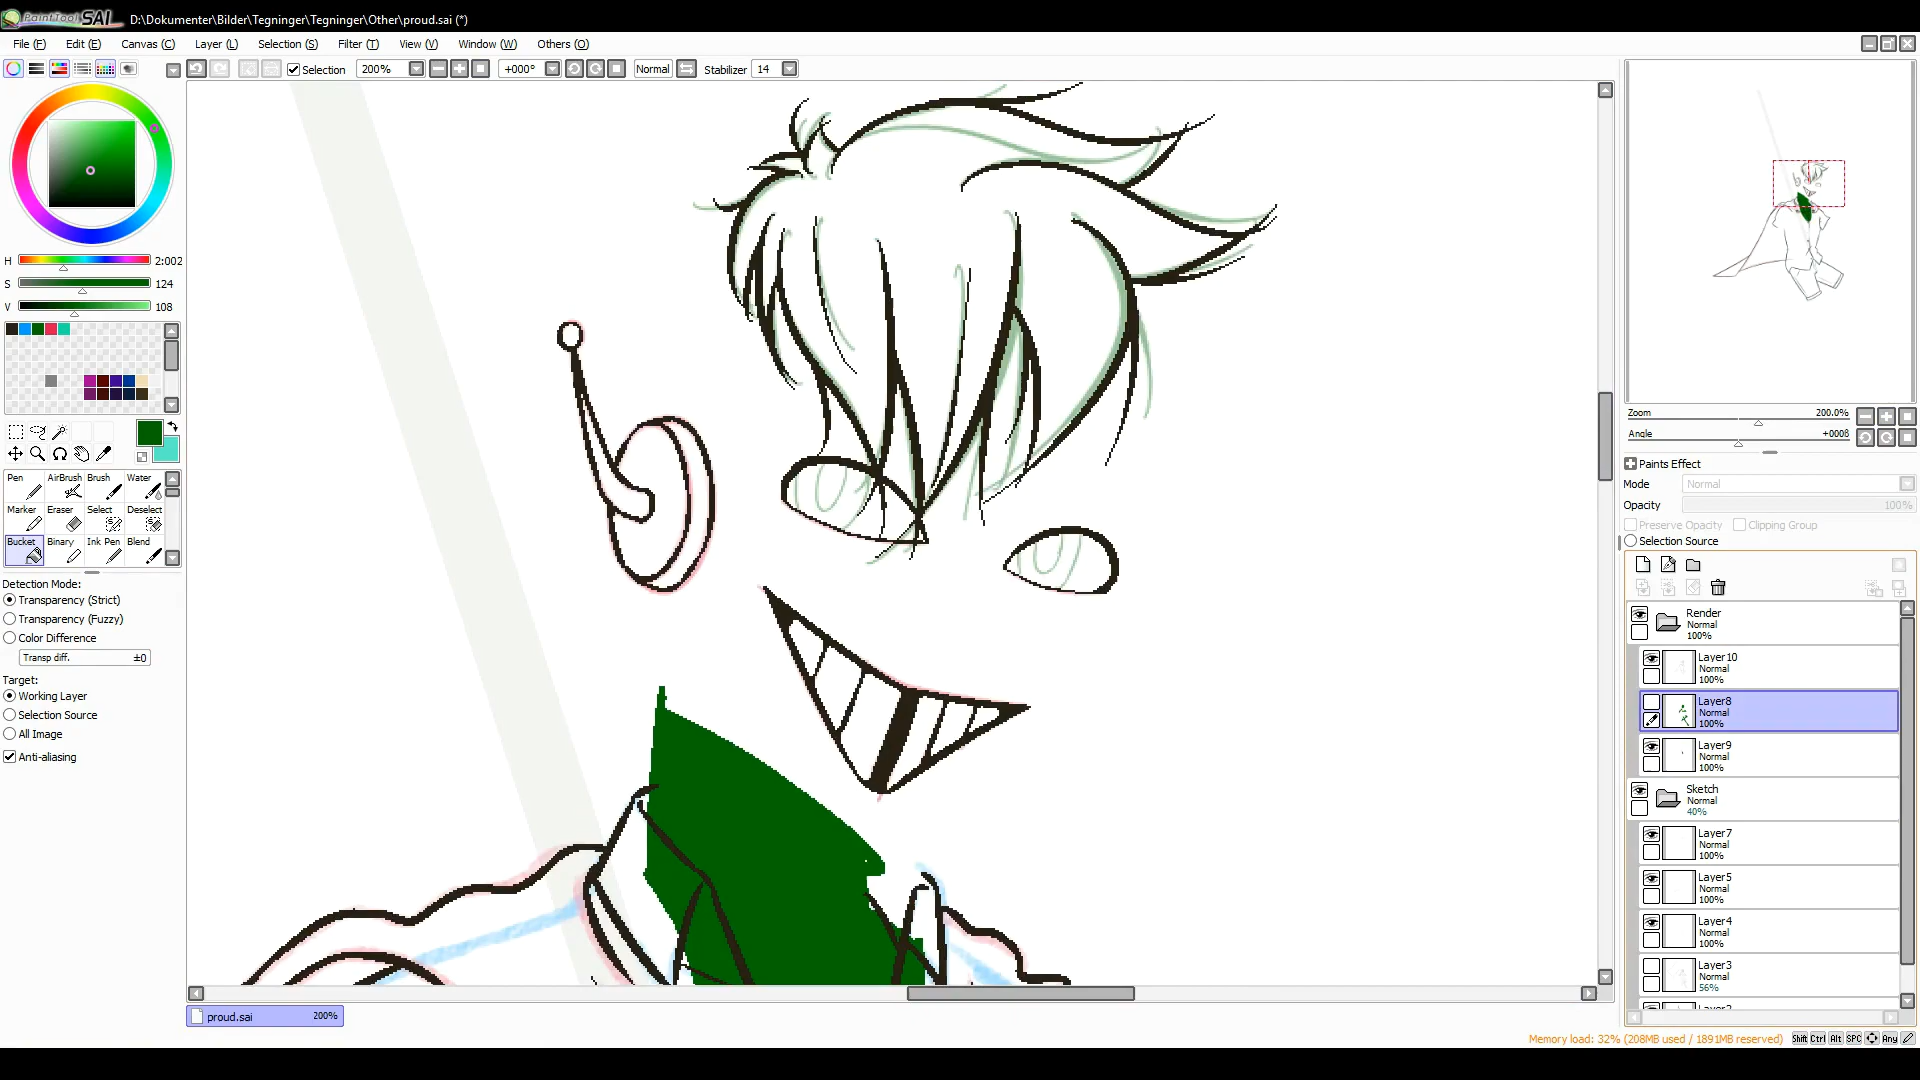 PaintTool SAI D:\Dokumenter\Bilder\Tegninger\Tegninger\Other\proud.sai (*)
File (F) Edit (E) Canvas (C) Layer (L) Selection (S) Filter (T) View (V) Window (W) Others (O)
Selection 200% +000° Normal Stabilizer 14
H 2:002
S 124
V 108
Pen AirBrush Brush Water
Marker Eraser Select Deselect
Bucket Binary Ink Pen Blend
Detection Mode:
Transparency (Strict)
Transparency (Fuzzy)
Color Difference
Transp diff. ±0
Target:
Working Layer
Selection Source
All Image
Anti-aliasing
proud.sai 200%
Zoom 200.0%
Angle +000θ
Paints Effect
Mode Normal
Opacity 100%
Preserve Opacity Clipping Group
Selection Source
Render
Normal
100%
Layer10
Normal
100%
Layer8
Normal
100%
Layer9
Normal
100%
Sketch
Normal
40%
Layer7
Normal
100%
Layer5
Normal
100%
Layer4
Normal
100%
Layer3
Normal
56%
Layer2
Memory load: 32% (208MB used / 1891MB reserved) Shift Ctrl Alt SPC Any